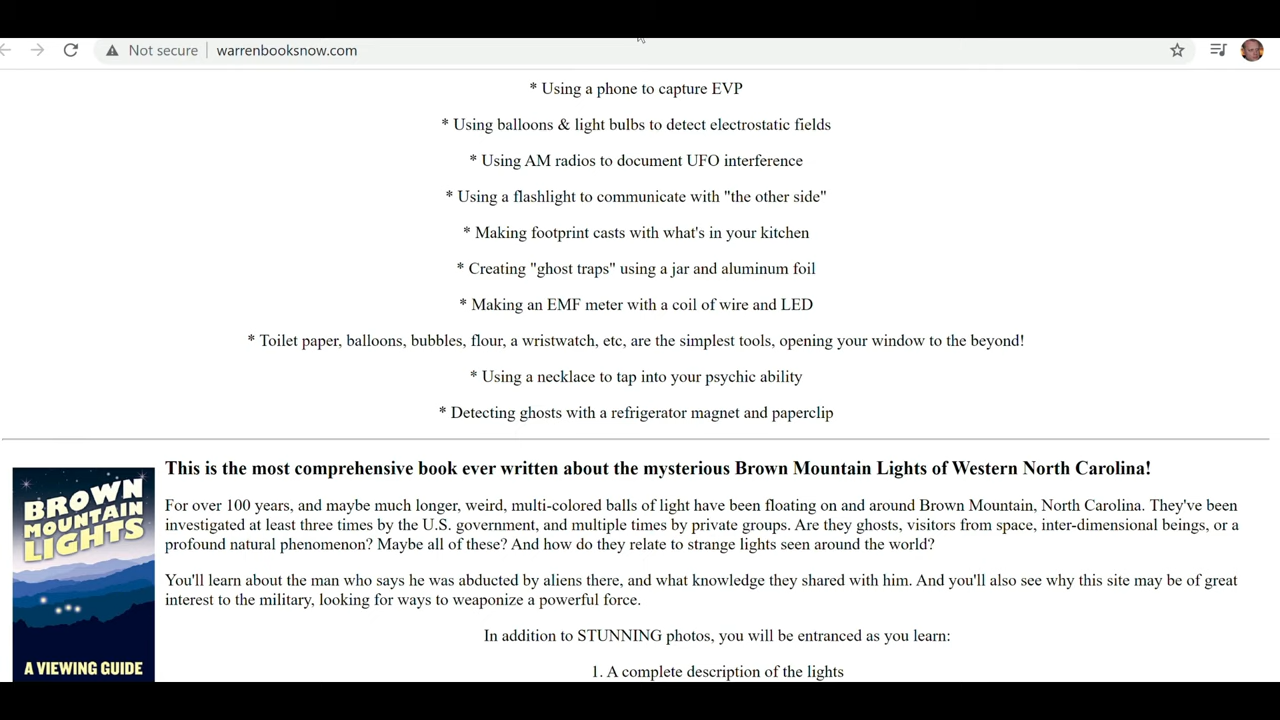 Not secure
warrenbooksnow.com
* Using a phone to capture EVP
* Using balloons & light bulbs to detect electrostatic fields
* Using AM radios to document UFO interference
* Using a flashlight to communicate with "the other side"
* Making footprint casts with what's in your kitchen
* Creating "ghost traps" using a jar and aluminum foil
* Making an EMF meter with a coil of wire and LED
* Toilet paper, balloons, bubbles, flour, a wristwatch, etc, are the simplest tools, opening your window to the beyond!
* Using a necklace to tap into your psychic ability
* Detecting ghosts with a refrigerator magnet and paperclip
BROWN
MOUNTAIN
LIGHTS
A VIEWING GUIDE
This is the most comprehensive book ever written about the mysterious Brown Mountain Lights of Western North Carolina!
For over 100 years, and maybe much longer, weird, multi-colored balls of light have been floating on and around Brown Mountain, North Carolina. They've been
investigated at least three times by the U.S. government, and multiple times by private groups. Are they ghosts, visitors from space, inter-dimensional beings, or a
profound natural phenomenon? Maybe all of these? And how do they relate to strange lights seen around the world?
You'll learn about the man who says he was abducted by aliens there, and what knowledge they shared with him. And you'll also see why this site may be of great
interest to the military, looking for ways to weaponize a powerful force.
In addition to STUNNING photos, you will be entranced as you learn:
1. A complete description of the lights